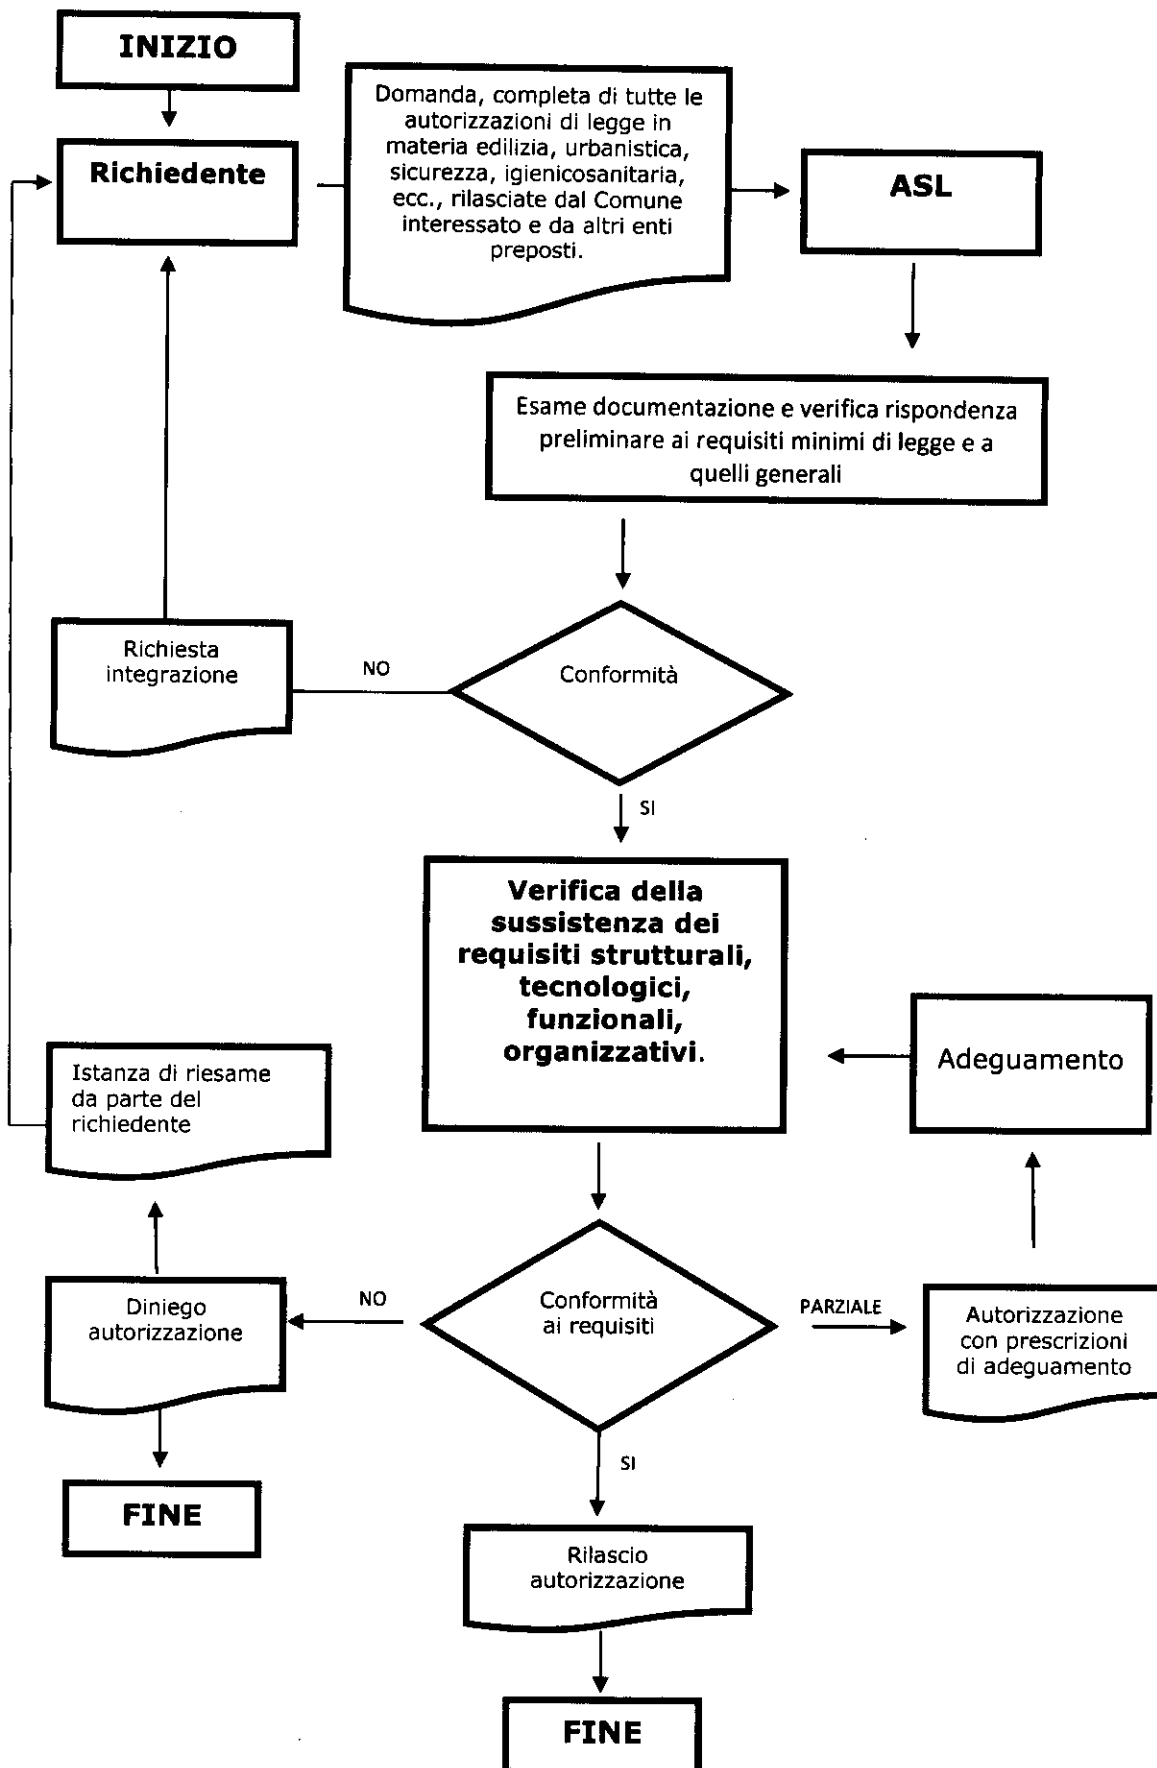 INIZIO
Domanda, completa di tutte le
autorizzazioni di legge in
materia edilizia, urbanistica,
sicurezza, igienicosanitaria,
ecc., rilasciate dal Comune
interessato e da altri enti
preposti.
Richiedente
ASL
Esame documentazione e verifica rispondenza
preliminare ai requisiti minimi di legge e a
quelli generali
Richiesta
integrazione
NO
Conformità
SI
Verifica della
sussistenza dei
requisiti strutturali,
tecnologici,
funzionali,
organizzativi.
Adeguamento
Istanza di riesame
da parte del
richiedente
Diniego
autorizzazione
NO
Conformità
ai requisiti
PARZIALE
Autorizzazione
con prescrizioni
di adeguamento
SI
FINE
Rilascio
autorizzazione
FINE